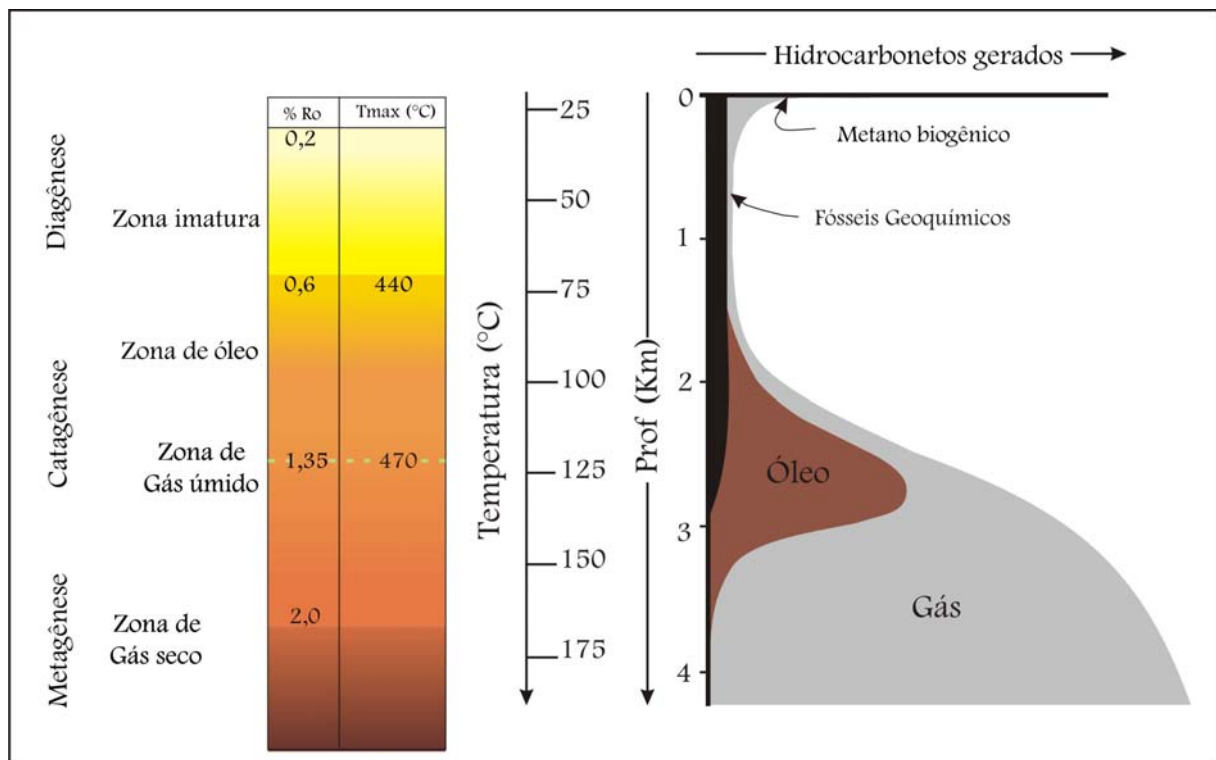 Hidrocarbonetos gerados
% Ro
Tmax (°C)
0,2
0,6
440
1,35
470
2,0
Diagênese
Catagênese
Metagênese
Zona imatura
Zona de óleo
Zona de
Gás úmido
Zona de
Gás seco
Temperatura (°C)
25
50
75
100
125
150
175
Prof (Km)
0
1
2
3
4
Metano biogênico
Fósseis Geoquímicos
Óleo
Gás